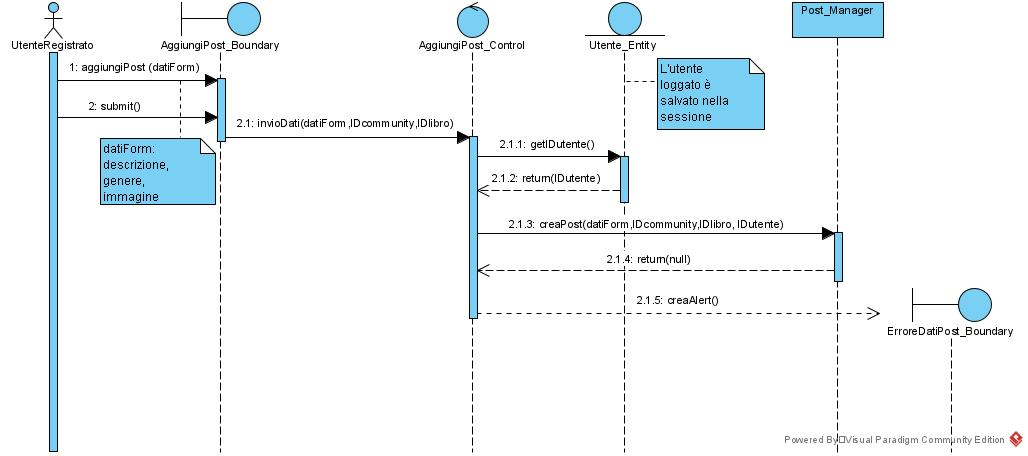 UtenteRegistrato
AggiungiPost_Boundary
AggiungiPost_Control
Utente_Entity
Post_Manager
1: aggiungiPost (datiForm)
L'utente
loggato è
salvato nella
sessione
2: submit()
2.1: invioDati(datiForm,IDcommunity,IDlibro)
datiForm:
descrizione,
genere,
immagine
2.1.1: getIDutente()
2.1.2: return(IDutente)
2.1.3: creaPost(datiForm,IDcommunity,IDlibro, IDutente)
2.1.4: return(null)
2.1.5: creaAlert()
ErroreDatiPost_Boundary
Powered By Visual Paradigm Community Edition